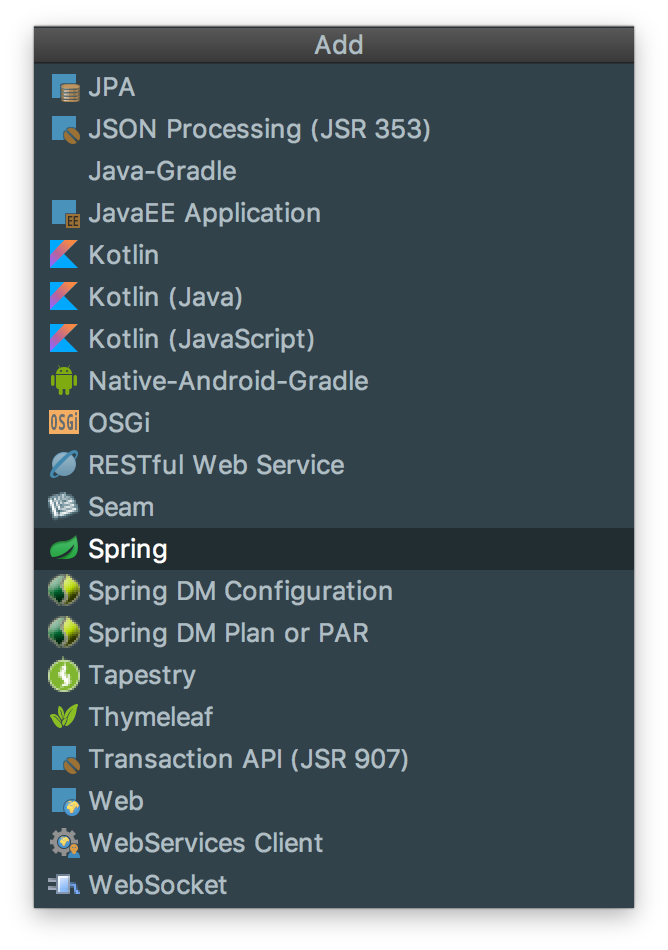 Add
JPA
JSON Processing (JSR 353)
Java-Gradle
EE
JavaEE Application
Kotlin
Kotlin (Java)
Kotlin (JavaScript)
Native-Android-Gradle
OSGi OSGi
RESTful Web Service
Seam
Spring
Spring DM Configuration
Spring DM Plan or PAR
Tapestry
Thymeleaf
Transaction API (JSR 907)
Web
WebServices Client
WebSocket